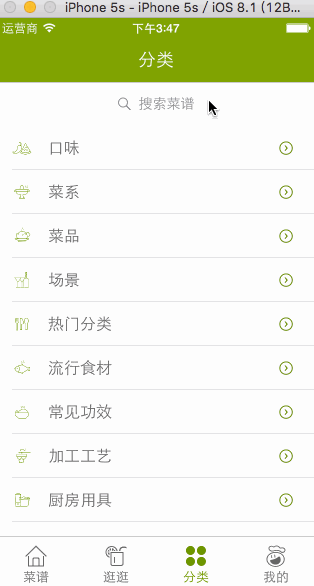 iPhone 5s - iPhone 5s / iOS 8.1 (12B...
运营商 下午3:47
分类
搜索菜谱
口味
菜系
菜品
场景
热门分类
流行食材
常见功效
加工工艺
厨房用具
菜谱 逛逛 分类 我的